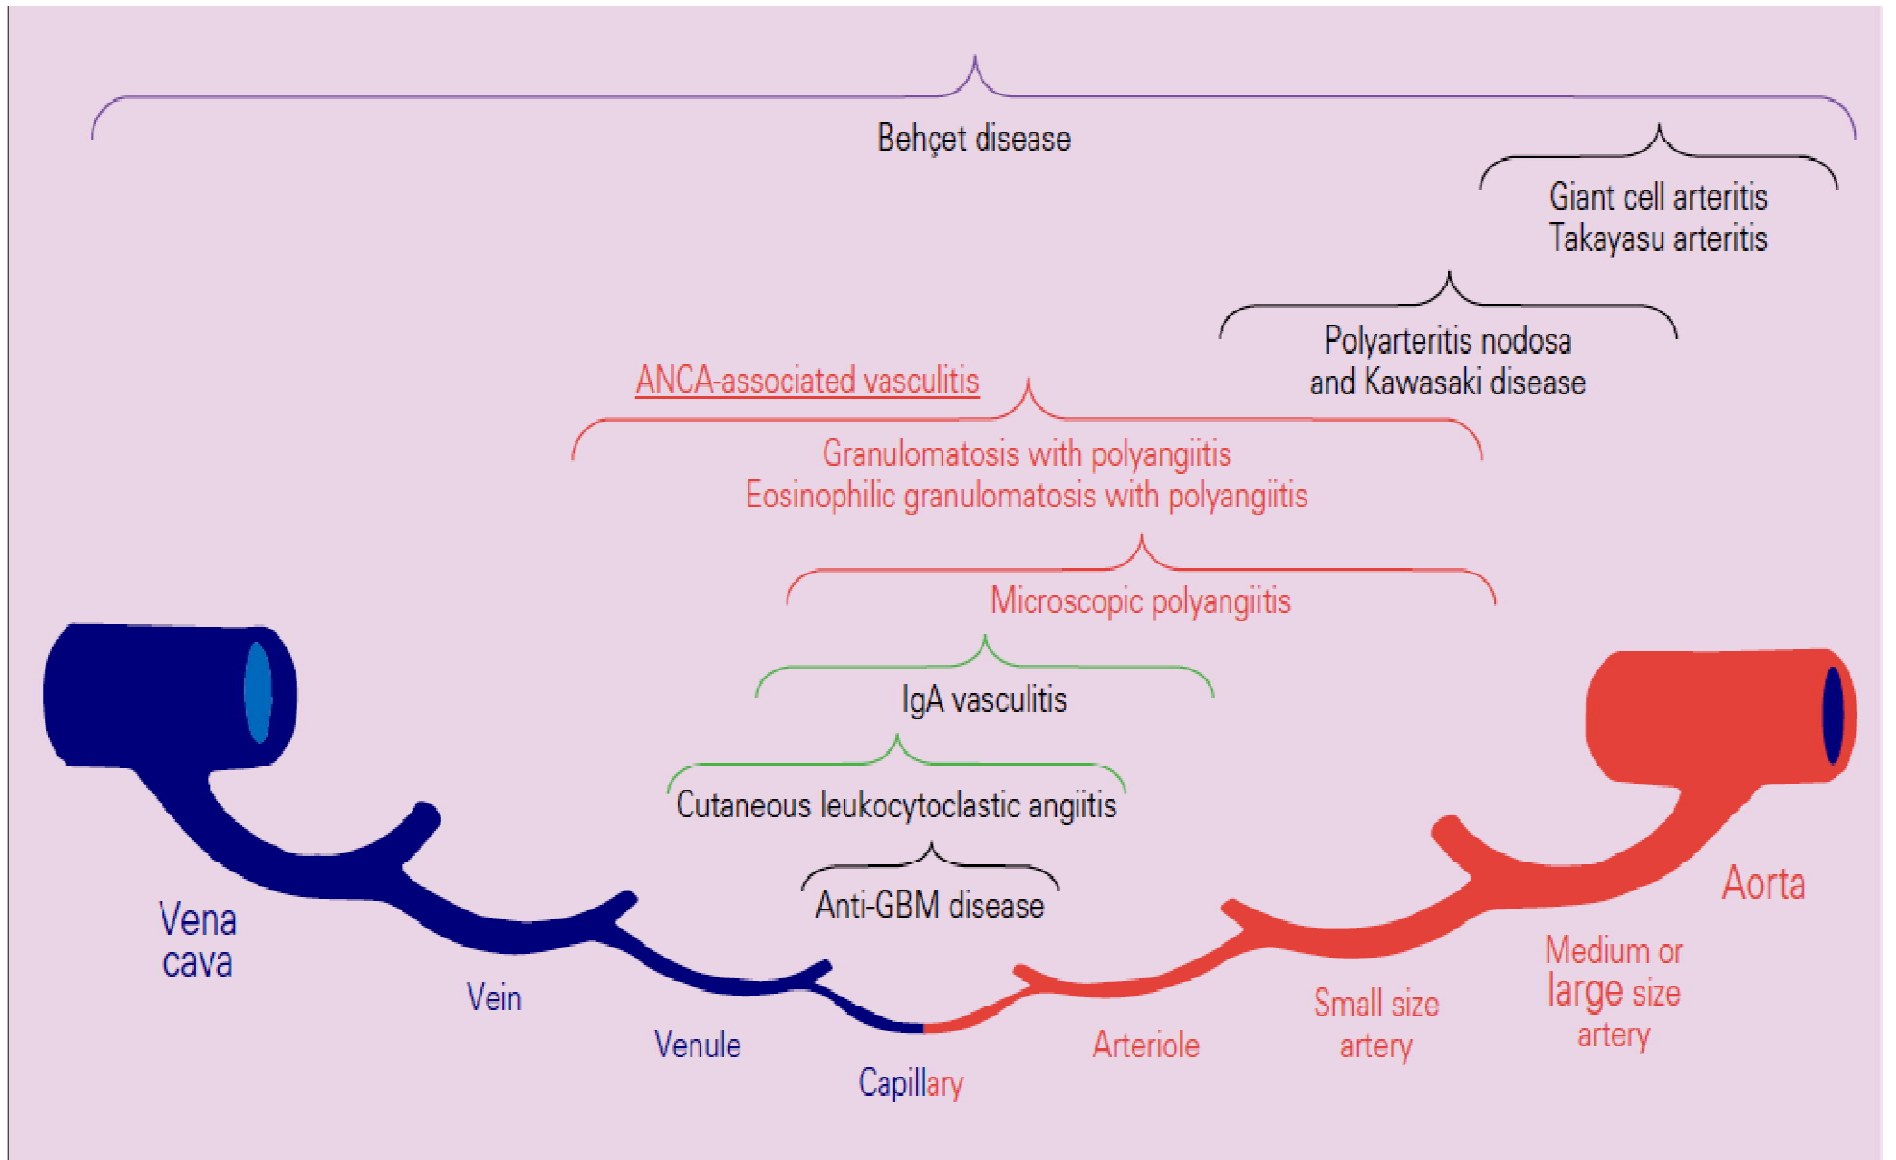 Behçet disease
Giant cell arteritis
Takayasu arteritis
Polyarteritis nodosa
and Kawasaki disease
ANCA-associated vasculitis
Granulomatosis with polyangiitis
Eosinophilic granulomatosis with polyangiitis
Microscopic polyangiitis
IgA vasculitis
Cutaneous leukocytoclastic angiitis
Anti-GBM disease
Vena
cava
Vein
Venule
Capillary
Arteriole
Small size
artery
Medium or
large size
artery
Aorta